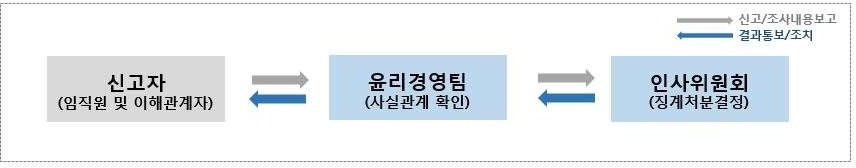 신고/조사내용보고
결과통보/조치
신고자
(임직원 및 이해관계자)
윤리경영팀
(사실관계 확인)
인사위원회
(징계처분결정)